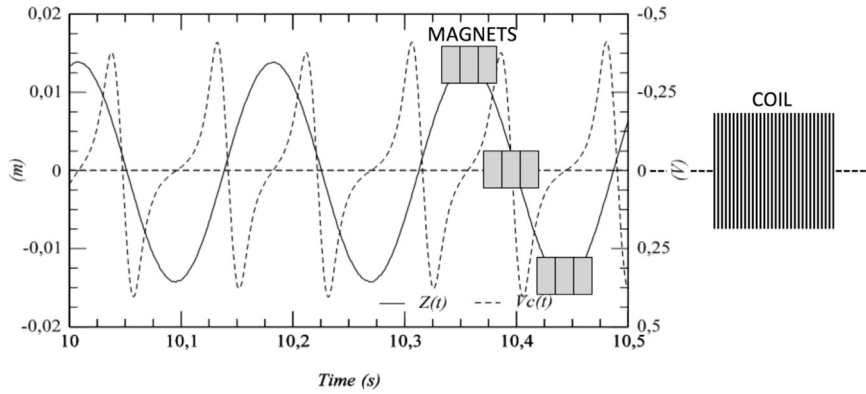 0,02
0,01
0
-0,01
-0,02
(m)
MAGNETS
-0,5
-0,25
0
0,25
0,5
(V)
COIL
Z(t)
Vc(t)
10
10,1
10,2
10,3
10,4
10,5
Time (s)